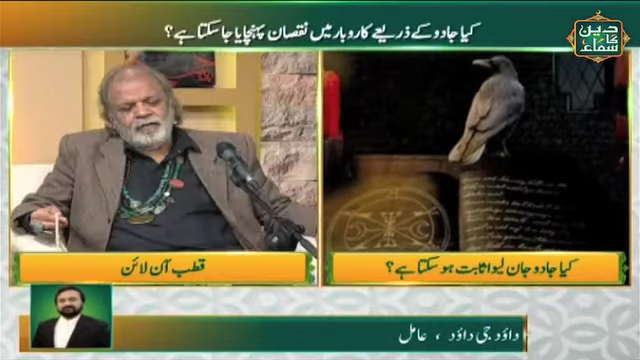 کیا جادو کے ذریعے کاروبار میں نقصان پہنچایا جا سکتا ہے؟
دین
سماء
قطب آن لائن
کیا جادو جان لیوا ثابت ہو سکتا ہے؟
داؤد جی داؤد ، عامل